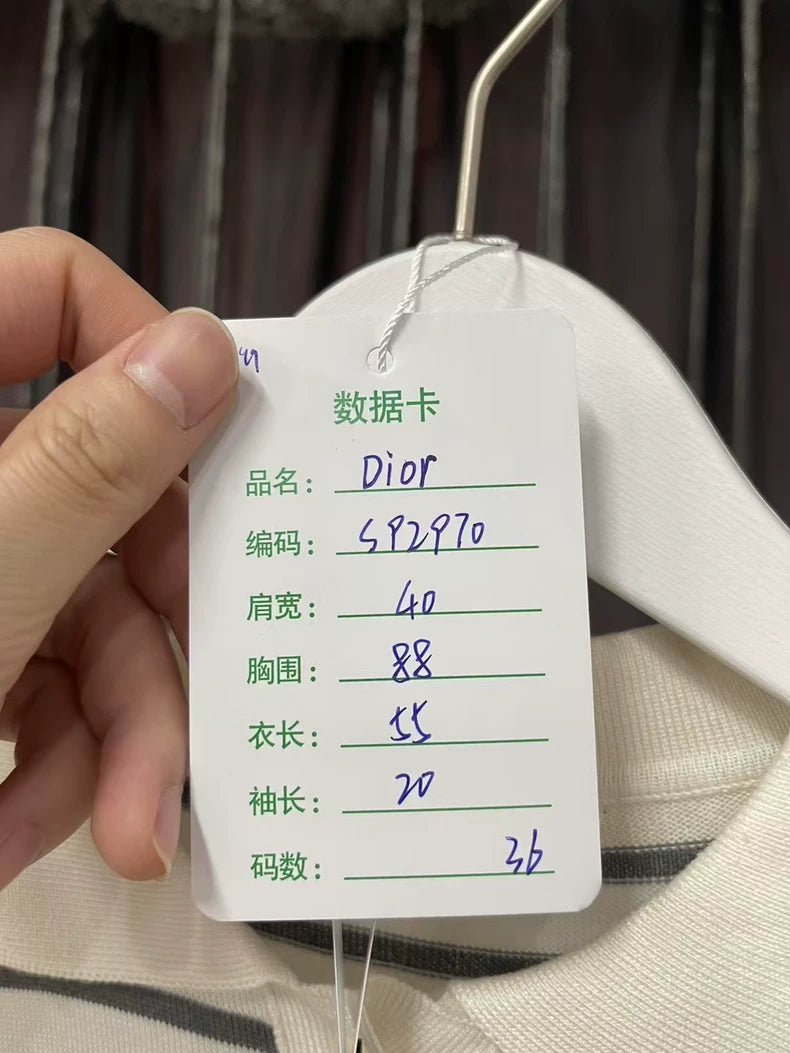 数据卡
品名: Dior
编码: SP2970
肩宽: 40
胸围: 88
衣长: 55
袖长: 20
码数: 36